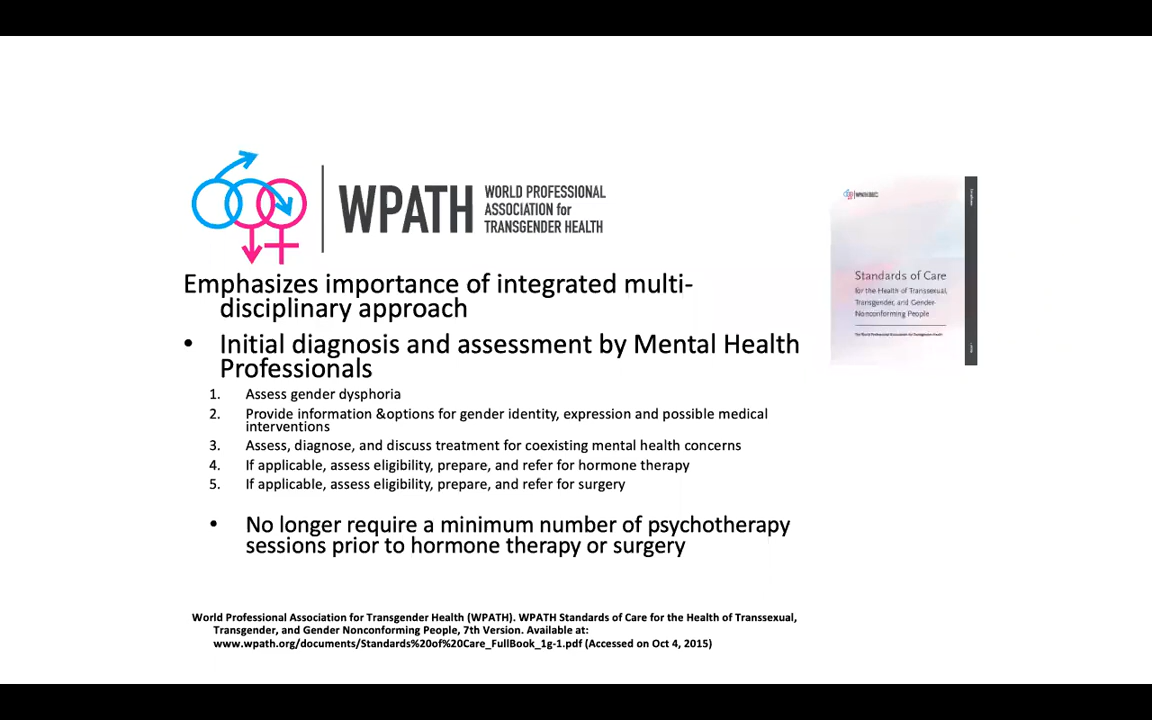 WPATH
WORLD PROFESSIONAL
ASSOCIATION for
TRANSGENDER HEALTH
Standards of Care
for the Health of Transsexual,
Transgender, and Gender-
Nonconforming People
The World Professional Association for Transgender Health
Emphasizes importance of integrated multi-
disciplinary approach
• Initial diagnosis and assessment by Mental Health
Professionals
1. Assess gender dysphoria
2. Provide information &options for gender identity, expression and possible medical
interventions
3. Assess, diagnose, and discuss treatment for coexisting mental health concerns
4. If applicable, assess eligibility, prepare, and refer for hormone therapy
5. If applicable, assess eligibility, prepare, and refer for surgery
• No longer require a minimum number of psychotherapy
sessions prior to hormone therapy or surgery
World Professional Association for Transgender Health (WPATH). WPATH Standards of Care for the Health of Transsexual,
Transgender, and Gender Nonconforming People, 7th Version. Available at:
www.wpath.org/documents/Standards%20of%20Care_FullBook_1g-1.pdf (Accessed on Oct 4, 2015)